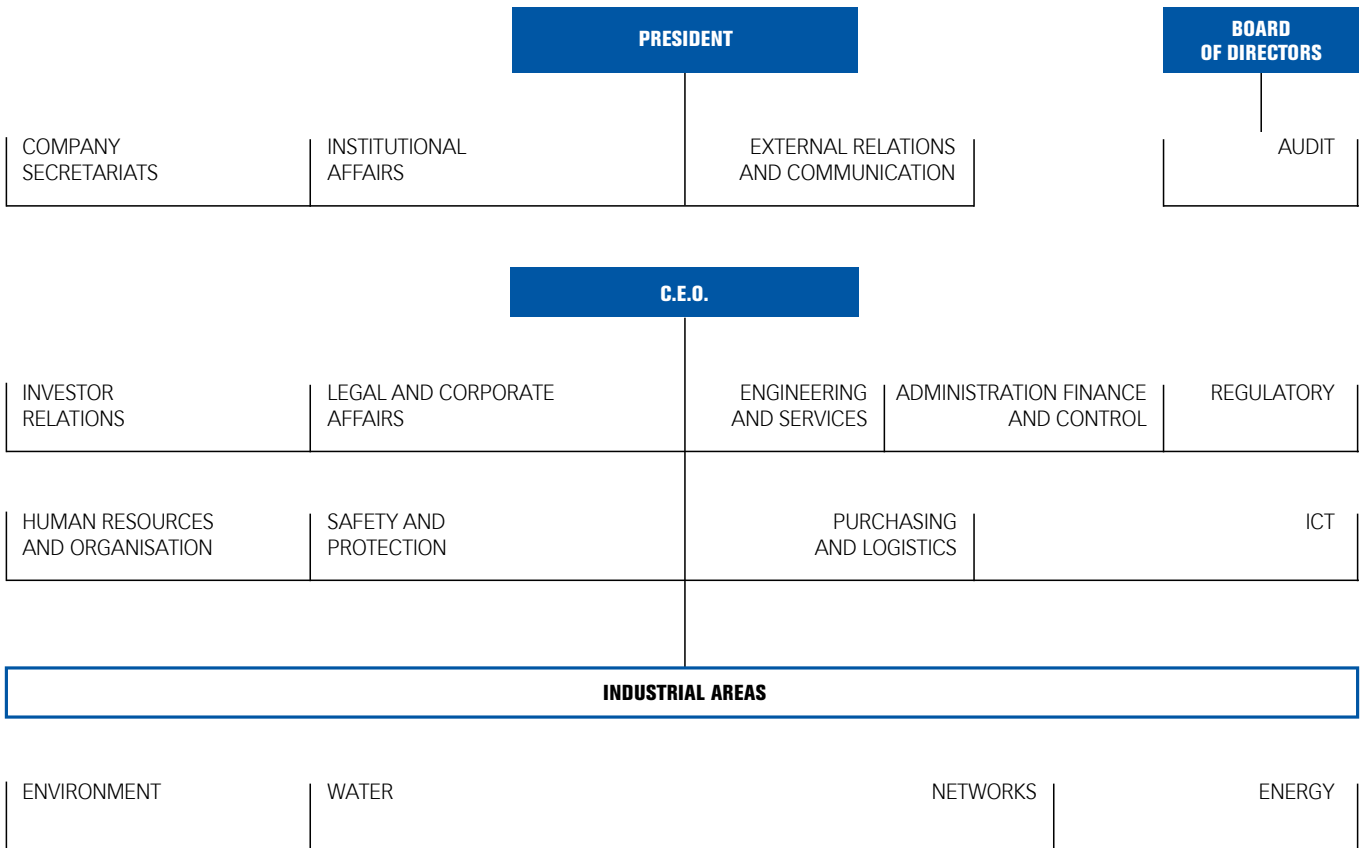 PRESIDENT
BOARD
OF DIRECTORS
COMPANY
SECRETARIATS
INSTITUTIONAL
AFFAIRS
EXTERNAL RELATIONS
AND COMMUNICATION
AUDIT
C.E.O.
INVESTOR
RELATIONS
LEGAL AND CORPORATE
AFFAIRS
ENGINEERING
AND SERVICES
ADMINISTRATION FINANCE
AND CONTROL
REGULATORY
HUMAN RESOURCES
AND ORGANISATION
SAFETY AND
PROTECTION
PURCHASING
AND LOGISTICS
ICT
INDUSTRIAL AREAS
ENVIRONMENT
WATER
NETWORKS
ENERGY